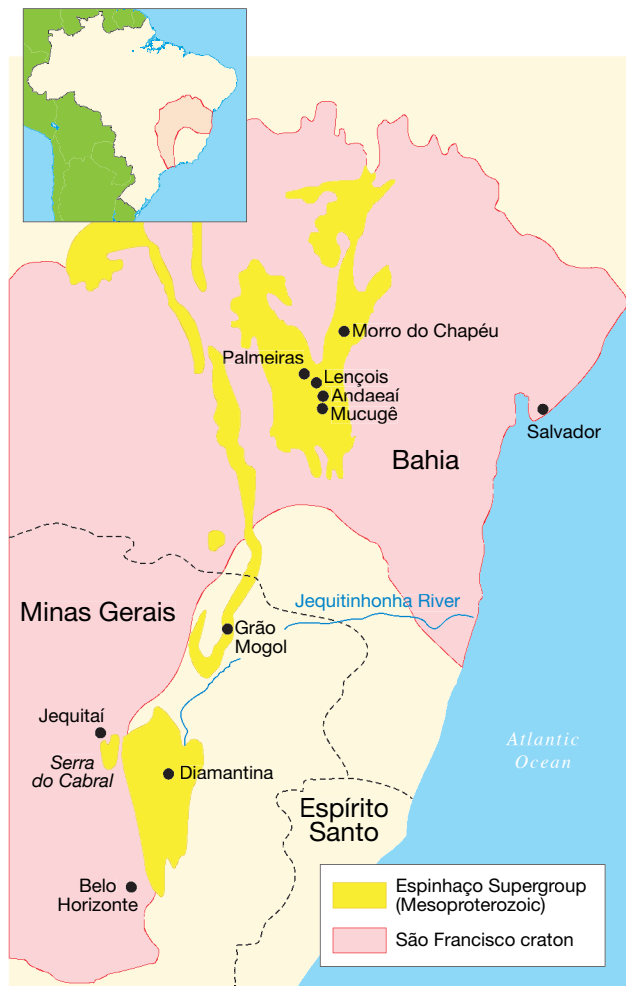 Morro do Chapéu
Palmeiras
Lençois
Andaeaí
Mucugê
Salvador
Bahia
Minas Gerais
Jequitinhonha River
Grão
Mogol
Jequitaí
Serra
do Cabral
Diamantina
Atlantic
Ocean
Espírito
Santo
Belo
Horizonte
Espinhaço Supergroup
(Mesoproterozoic)
São Francisco craton